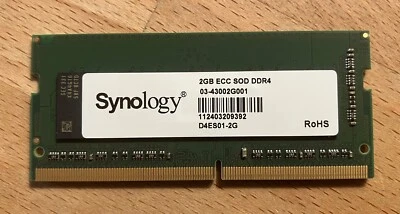 Synology®
2GB ECC SOD DDR4
03-43002G001
112403209392
D4ES01-2G
RoHS